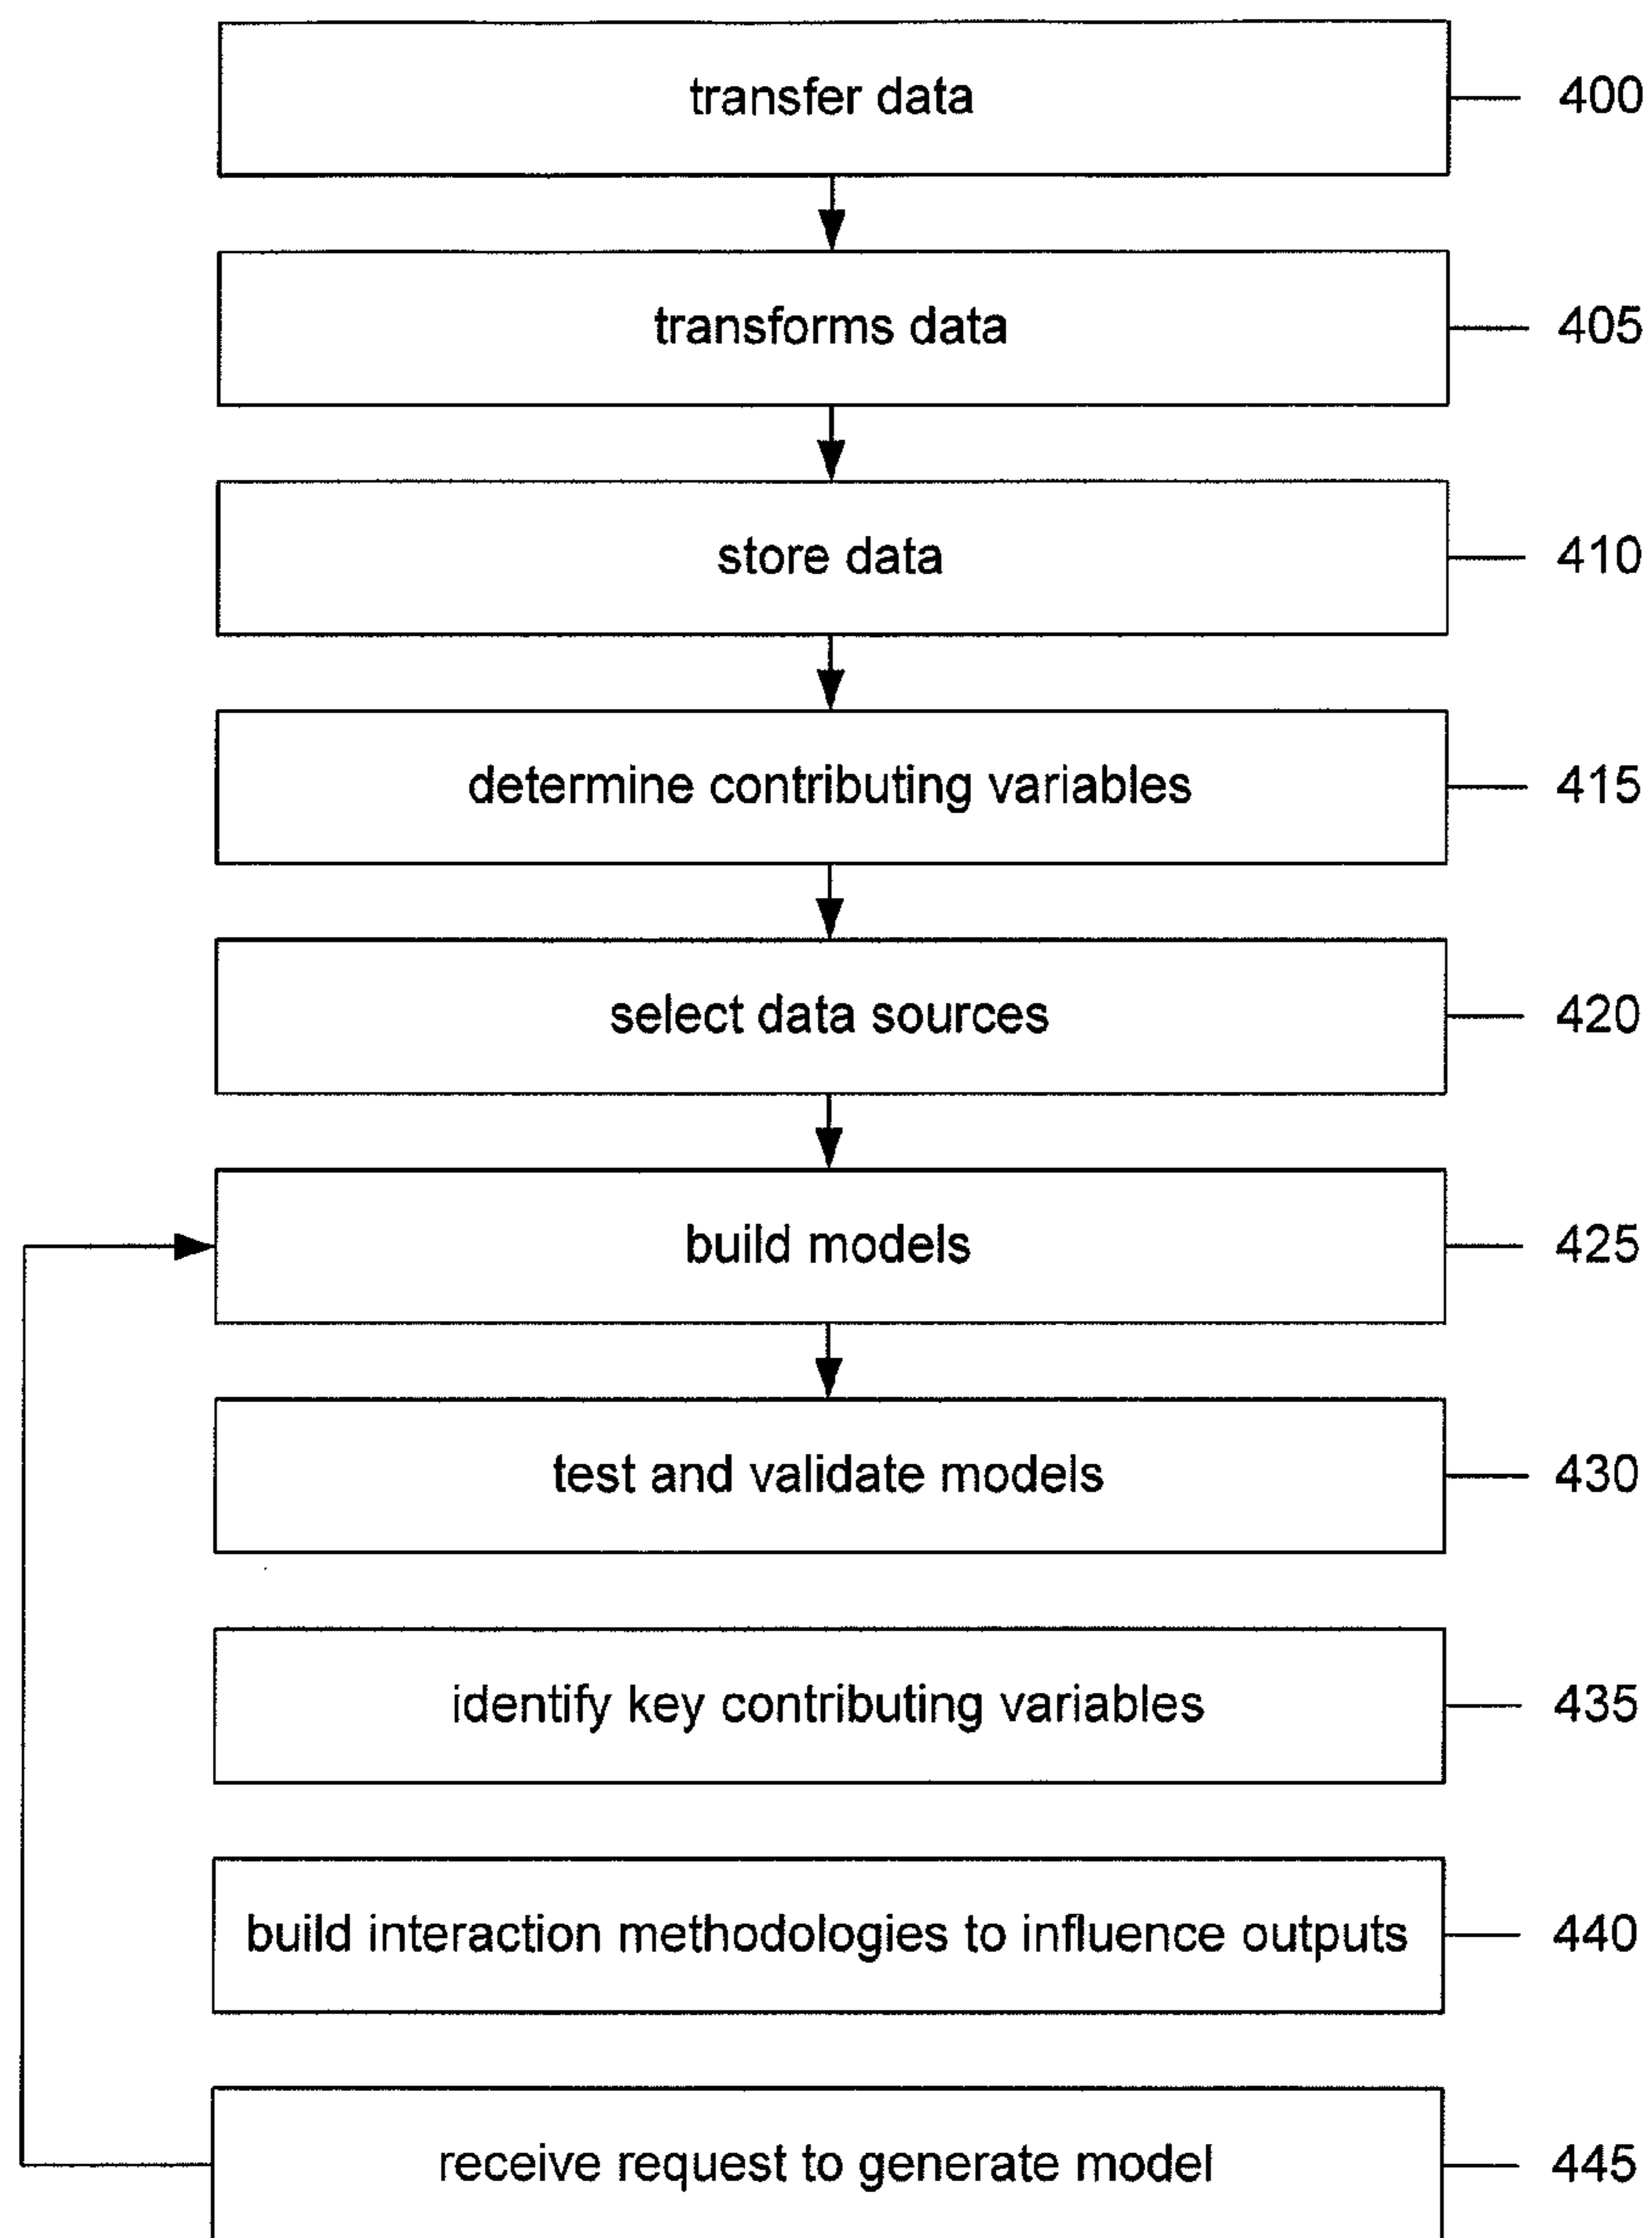 transfer data 400
transforms data 405
store data 410
determine contributing variables 415
select data sources 420
build models 425
test and validate models 430
identify key contributing variables 435
build interaction methodologies to influence outputs 440
receive request to generate model 445